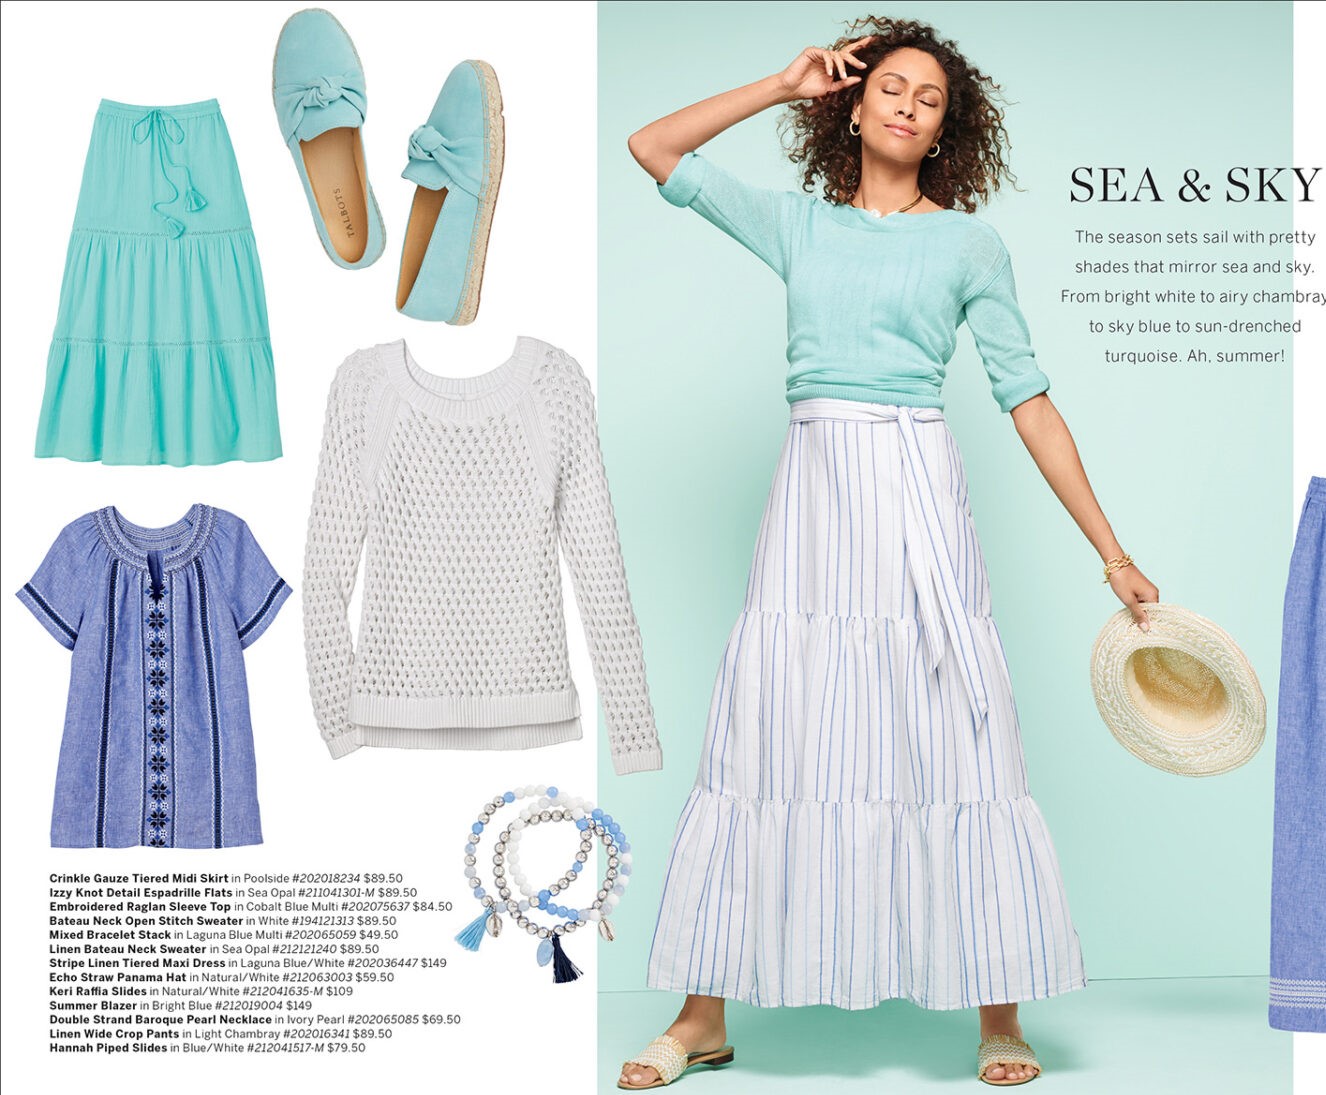 TALBOTS
SEA & SKY
The season sets sail with pretty
shades that mirror sea and sky.
From bright white to airy chambray
to sky blue to sun-drenched
turquoise. Ah, summer!
Crinkle Gauze Tiered Midi Skirt in Poolside #202018234 $89.50
Izzy Knot Detail Espadrille Flats in Sea Opal #211041301-M $89.50
Embroidered Raglan Sleeve Top in Cobalt Blue Multi #202075637 $84.50
Bateau Neck Open Stitch Sweater in White #194121313 $89.50
Mixed Bracelet Stack in Laguna Blue Multi #202065059 $49.50
Linen Bateau Neck Sweater in Sea Opal #212121240 $89.50
Stripe Linen Tiered Maxi Dress in Laguna Blue/White #202036447 $149
Echo Straw Panama Hat in Natural/White #212063003 $59.50
Keri Raffia Slides in Natural/White #212041635-M $109
Summer Blazer in Bright Blue #212019004 $149
Double Strand Baroque Pearl Necklace in Ivory Pearl #202065085 $69.50
Linen Wide Crop Pants in Light Chambray #202016341 $89.50
Hannah Piped Slides in Blue/White #212041517-M $79.50